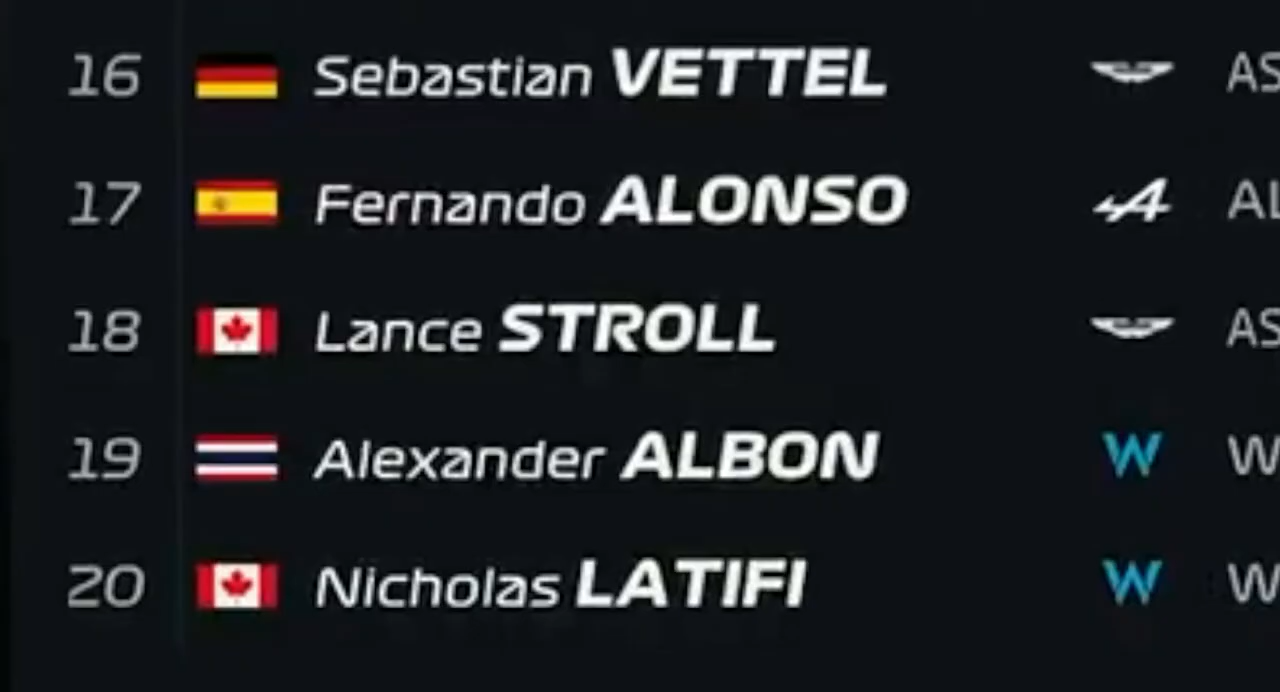 16 Sebastian VETTEL AS
17 Fernando ALONSO AL
18 Lance STROLL AS
19 Alexander ALBON W W
20 Nicholas LATIFI W W